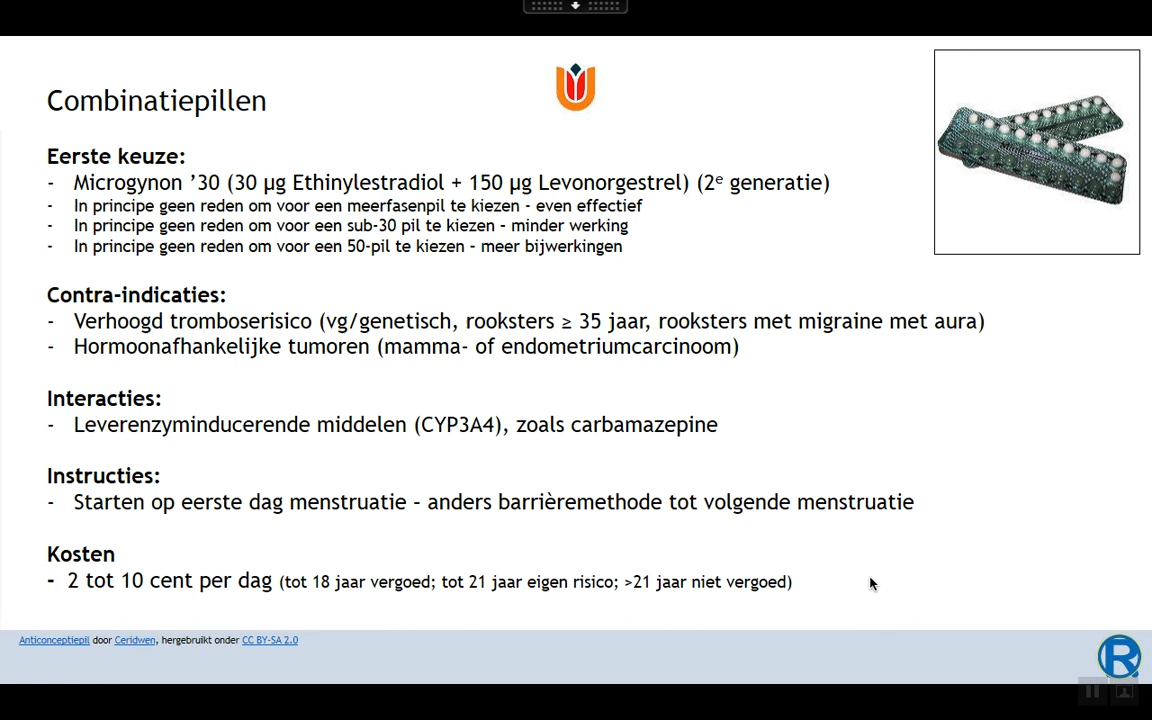 Combinatiepillen
Eerste keuze:
- Microgynon ’30 (30 µg Ethinylestradiol + 150 µg Levonorgestrel) (2e generatie)
- In principe geen reden om voor een meerfasenpil te kiezen - even effectief
- In principe geen reden om voor een sub-30 pil te kiezen – minder werking
- In principe geen reden om voor een 50-pil te kiezen – meer bijwerkingen
Contra-indicaties:
- Verhoogd tromboserisico (vg/genetisch, rooksters ≥ 35 jaar, rooksters met migraine met aura)
- Hormoonafhankelijke tumoren (mamma- of endometriumcarcinoom)
Interacties:
- Leverenzyminducerende middelen (CYP3A4), zoals carbamazepine
Instructies:
- Starten op eerste dag menstruatie – anders barrièremethode tot volgende menstruatie
Kosten
- 2 tot 10 cent per dag (tot 18 jaar vergoed; tot 21 jaar eigen risico; >21 jaar niet vergoed)
Anticonceptiepil door Ceridwen, hergebruikt onder CC BY-SA 2.0
R